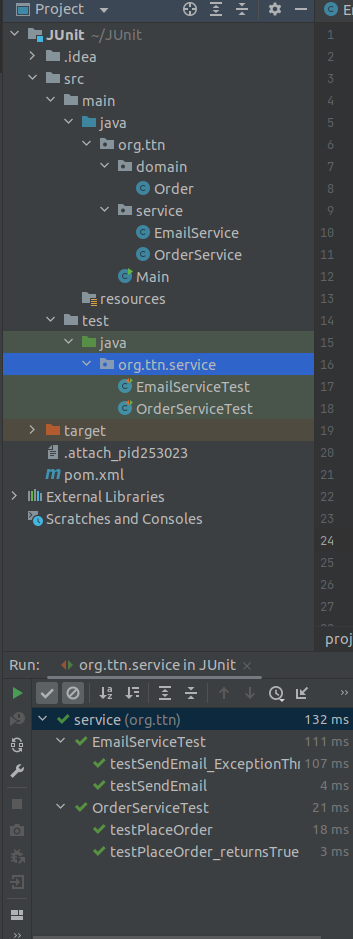 Project
E
JUnit ~/JUnit
.idea
src
main
java
org.ttn
domain
Order
service
EmailService
OrderService
Main
resources
test
java
org.ttn.service
EmailServiceTest
OrderServiceTest
target
.attach_pid253023
pom.xml
External Libraries
Scratches and Consoles
1
2
3
4
5
6
7
8
9
10
11
12
13
14
15
16
17
18
19
20
21
22
23
24
25
26
27
proj
Run: org.ttn.service in JUnit ×
»
service (org.ttn) 132 ms
EmailServiceTest 111 ms
testSendEmail_ExceptionThr 107 ms
testSendEmail 4 ms
OrderServiceTest 21 ms
testPlaceOrder 18 ms
testPlaceOrder_returnsTrue 3 ms
»